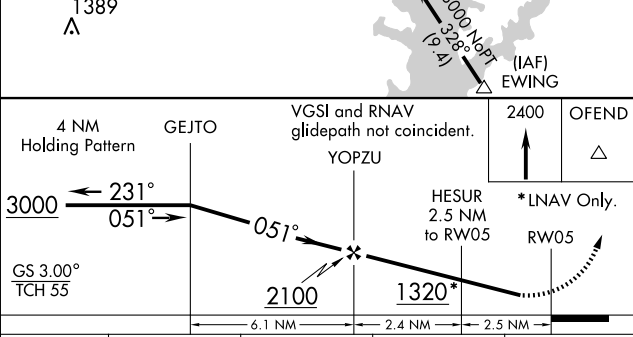 1389
3000 NoPT
328°
(9.4)
(IAF)
EWING
4 NM
Holding Pattern
GEJTO
VGSI and RNAV
glidepath not coincident.
YOPZU
2400
OFEND
HESUR
2.5 NM
to RW05
*LNAV Only.
RW05
3000
231°
051°
051°
GS 3.00°
TCH 55
2100
1320*
6.1 NM
2.4 NM
2.5 NM